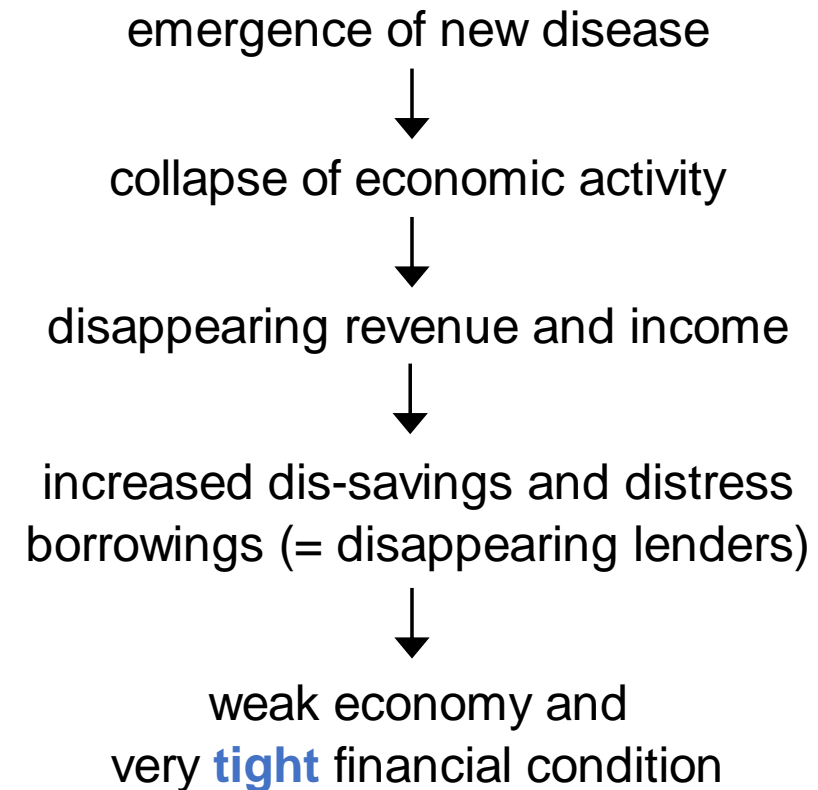 emergence of new disease
collapse of economic activity
disappearing revenue and income
increased dis-savings and distress
borrowings (= disappearing lenders)
weak economy and
very tight financial condition